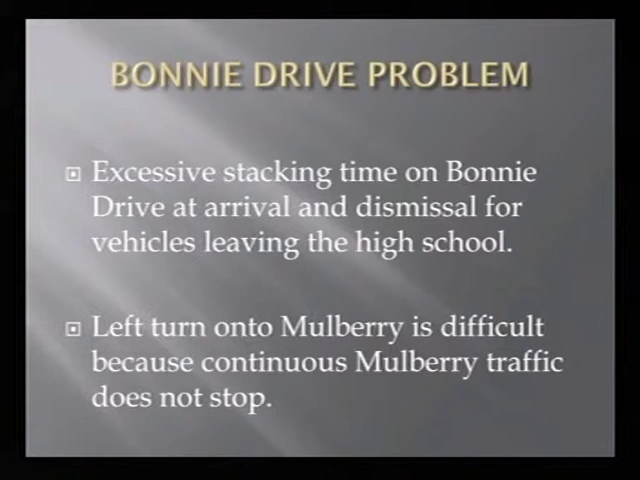 BONNIE DRIVE PROBLEM
Excessive stacking time on Bonnie
Drive at arrival and dismissal for
vehicles leaving the high school.
Left turn onto Mulberry is difficult
because continuous Mulberry traffic
does not stop.